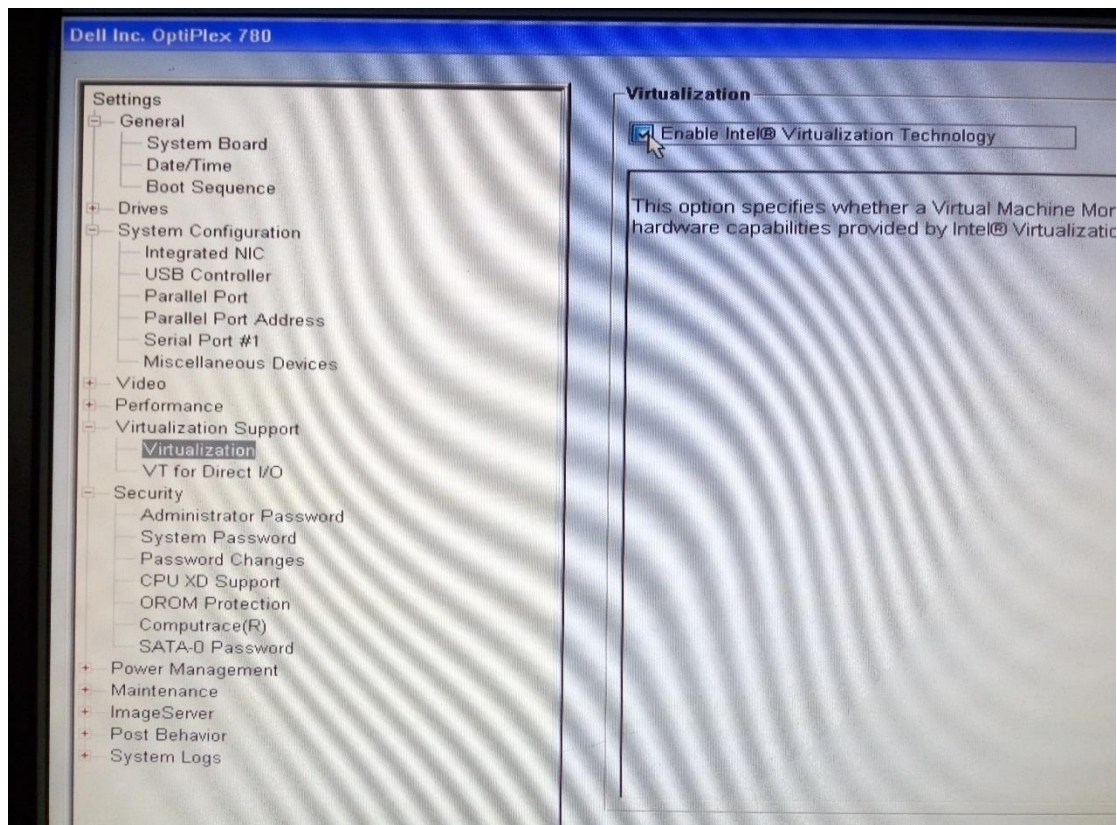 Dell Inc. OptiPlex 780
Settings
General
System Board
Date/Time
Boot Sequence
Drives
System Configuration
Integrated NIC
USB Controller
Parallel Port
Parallel Port Address
Serial Port #1
Miscellaneous Devices
Video
Performance
Virtualization Support
Virtualization
VT for Direct I/O
Security
Administrator Password
System Password
Password Changes
CPU XD Support
OROM Protection
Computrace(R)
SATA-0 Password
Power Management
Maintenance
ImageServer
Post Behavior
System Logs
Virtualization
Enable Intel® Virtualization Technology
This option specifies whether a Virtual Machine Mor
hardware capabilities provided by Intel® Virtualizatio